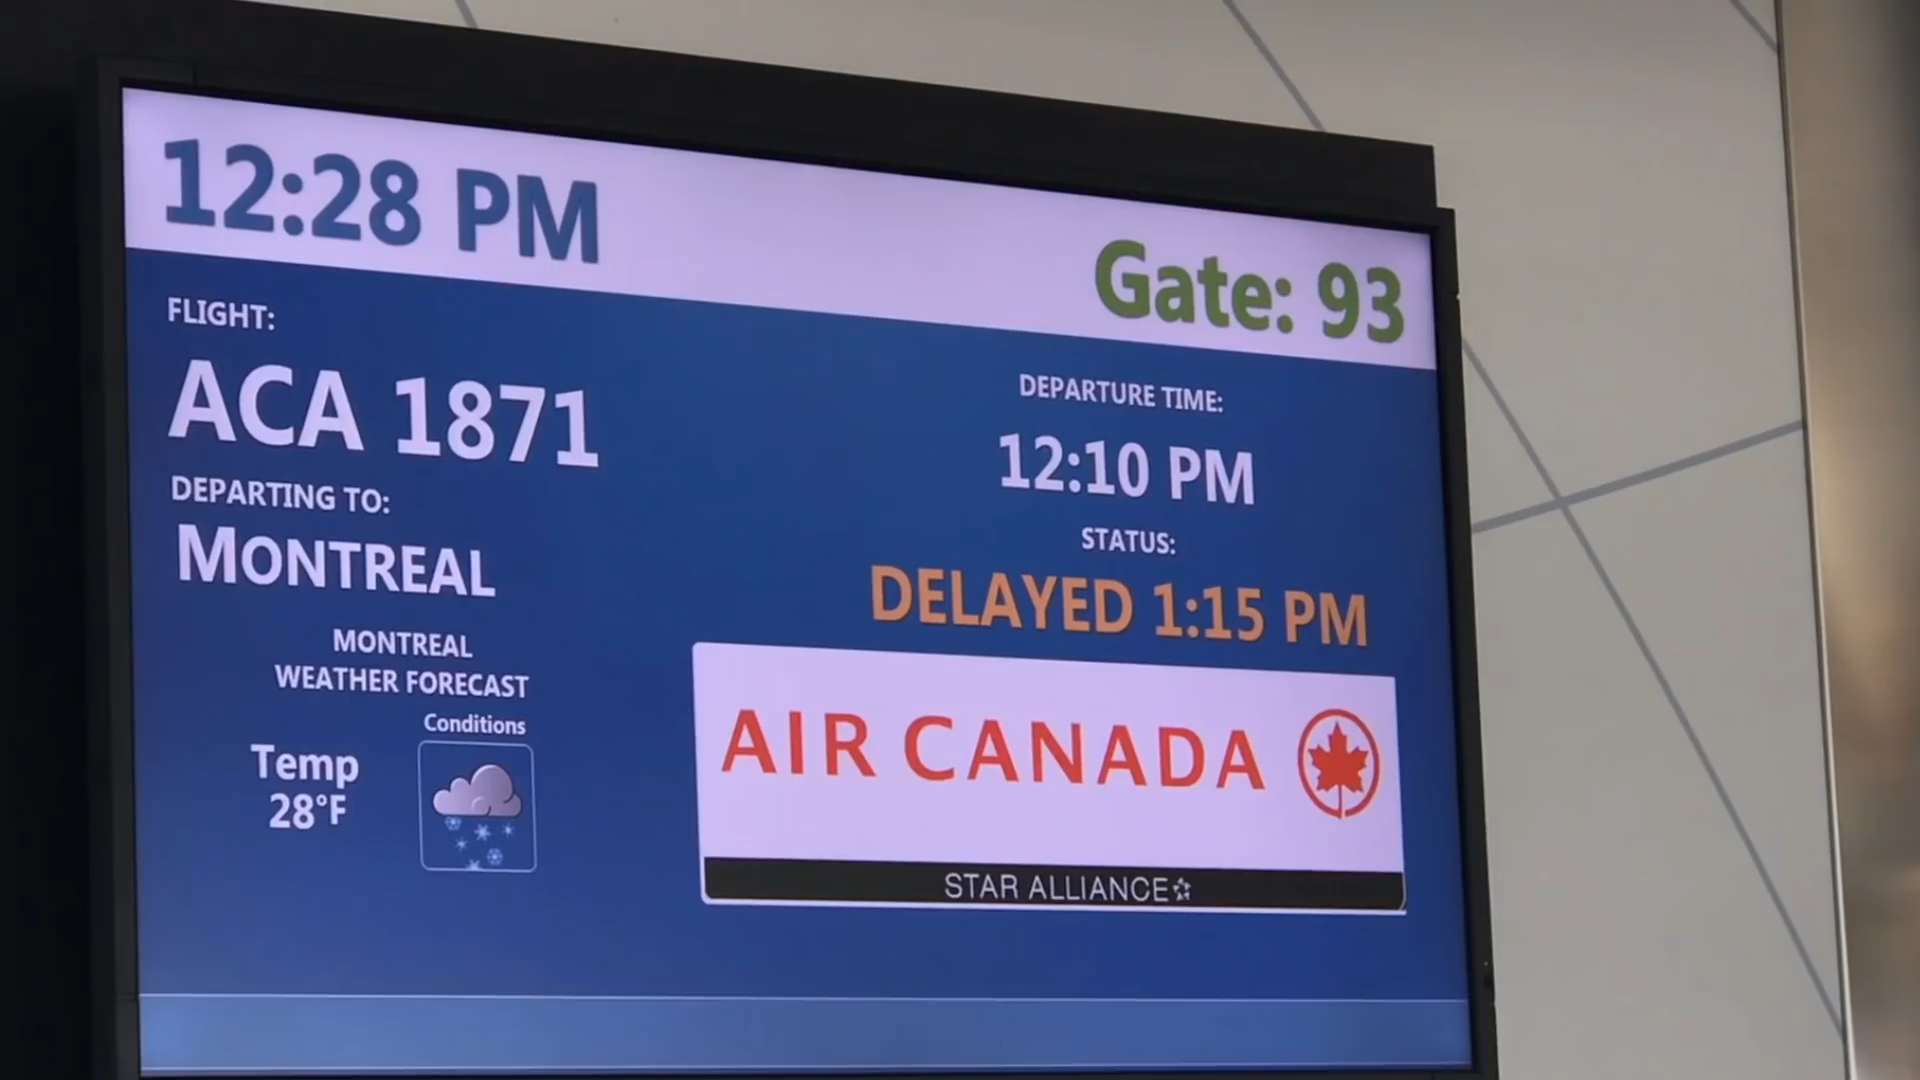 12:28 PM
Gate: 93
FLIGHT:
ACA 1871
DEPARTING TO:
MONTREAL
MONTREAL
WEATHER FORECAST
Conditions
Temp
28°F
DEPARTURE TIME:
12:10 PM
STATUS:
DELAYED 1:15 PM
AIR CANADA
STAR ALLIANCE